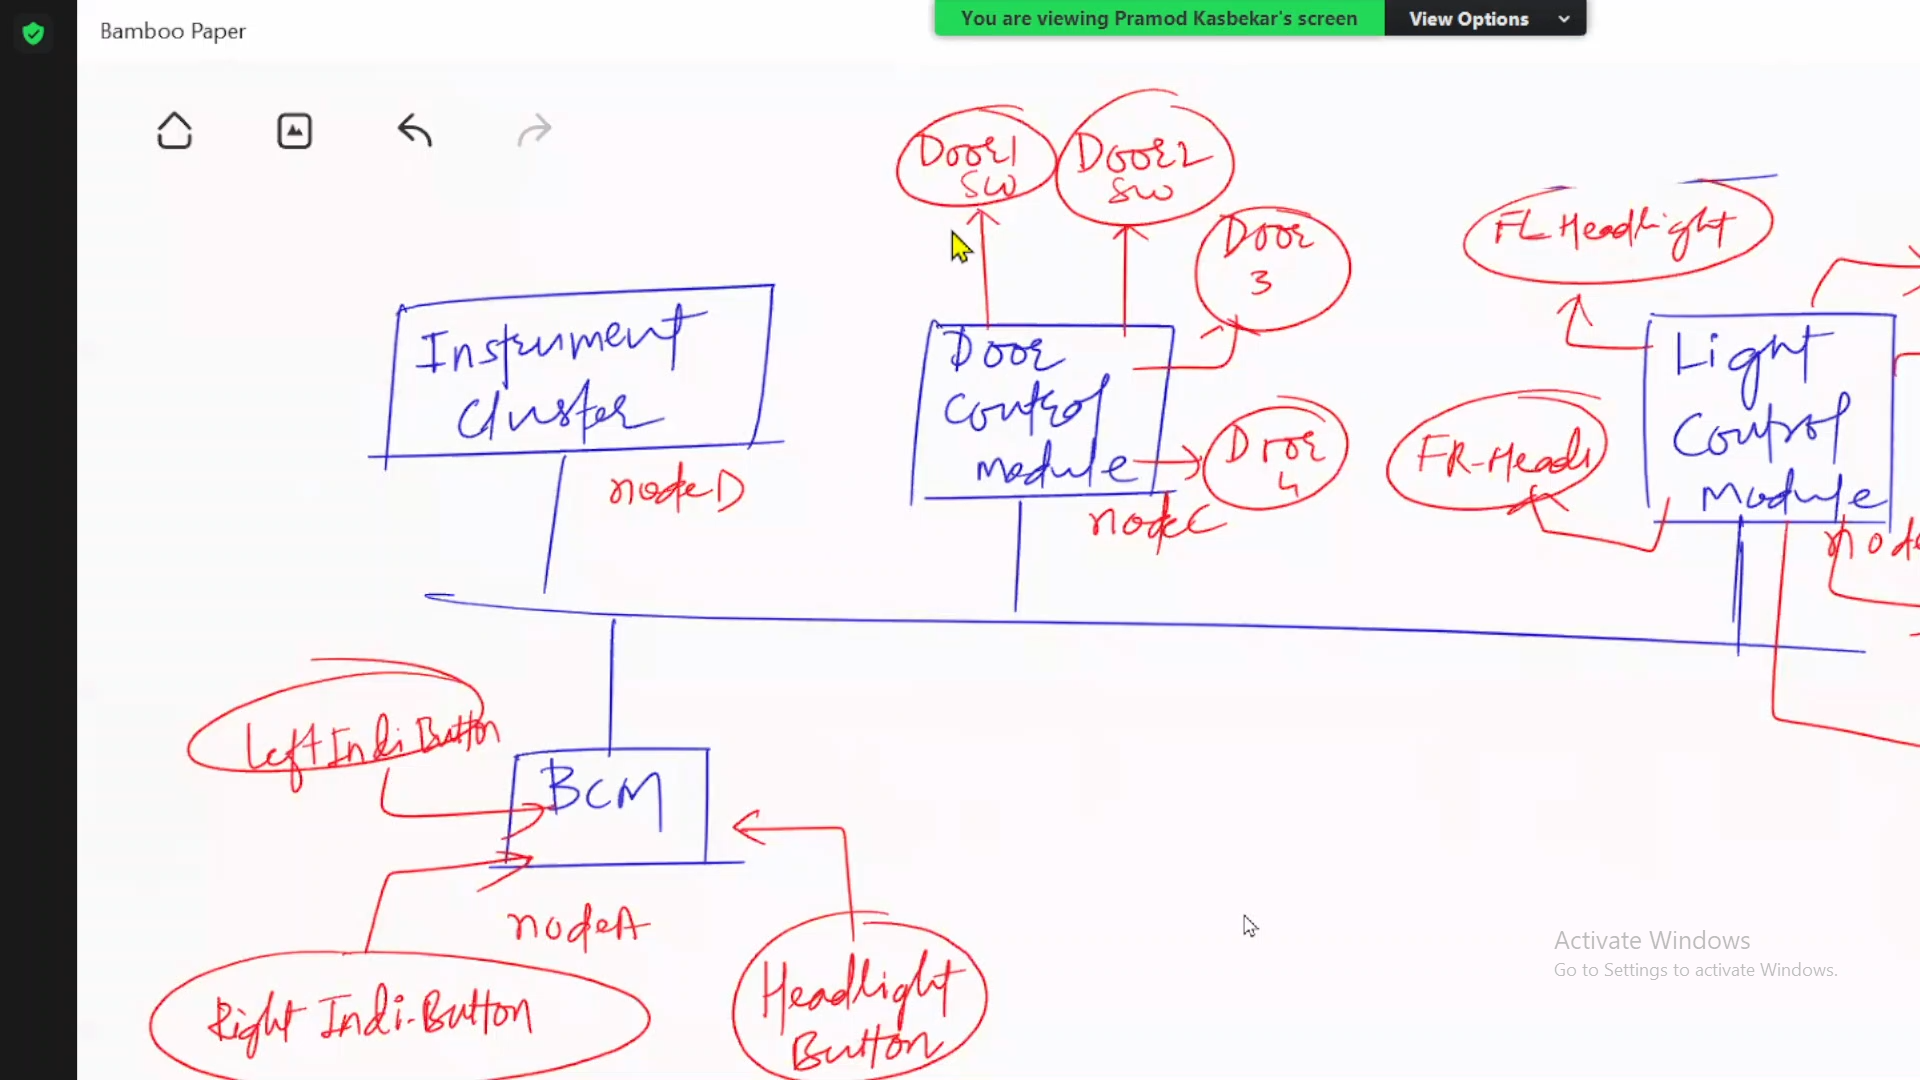 Bamboo Paper
You are viewing Pramod Kasbekar's screen
View Options
Door1
SW
Door2
SW
Door
3
FL Headlight
Instrument
Cluster
Door
Control
Module
Door
4
FR-Headli
Light
Control
Module
nodeD
nodeC
node
Left Indi Button
BCM
nodeA
Right Indi-Button
Headlight
Button
Activate Windows
Go to Settings to activate Windows.